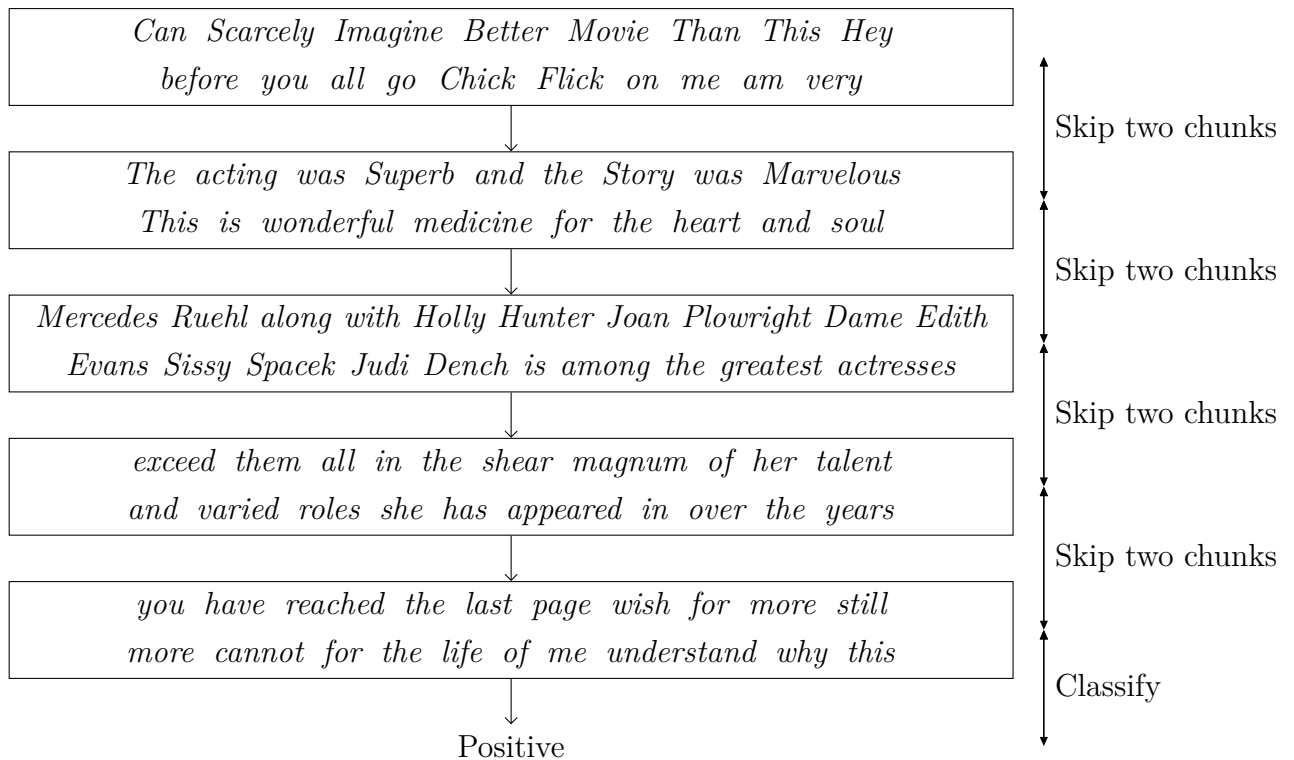 Can Scarcely Imagine Better Movie Than This Hey
before you all go Chick Flick on me am very
Skip two chunks
The acting was Superb and the Story was Marvelous
This is wonderful medicine for the heart and soul
Skip two chunks
Mercedes Ruehl along with Holly Hunter Joan Plowright Dame Edith
Evans Sissy Spacek Judi Dench is among the greatest actresses
Skip two chunks
exceed them all in the shear magnum of her talent
and varied roles she has appeared in over the years
Skip two chunks
you have reached the last page wish for more still
more cannot for the life of me understand why this
Classify
Positive